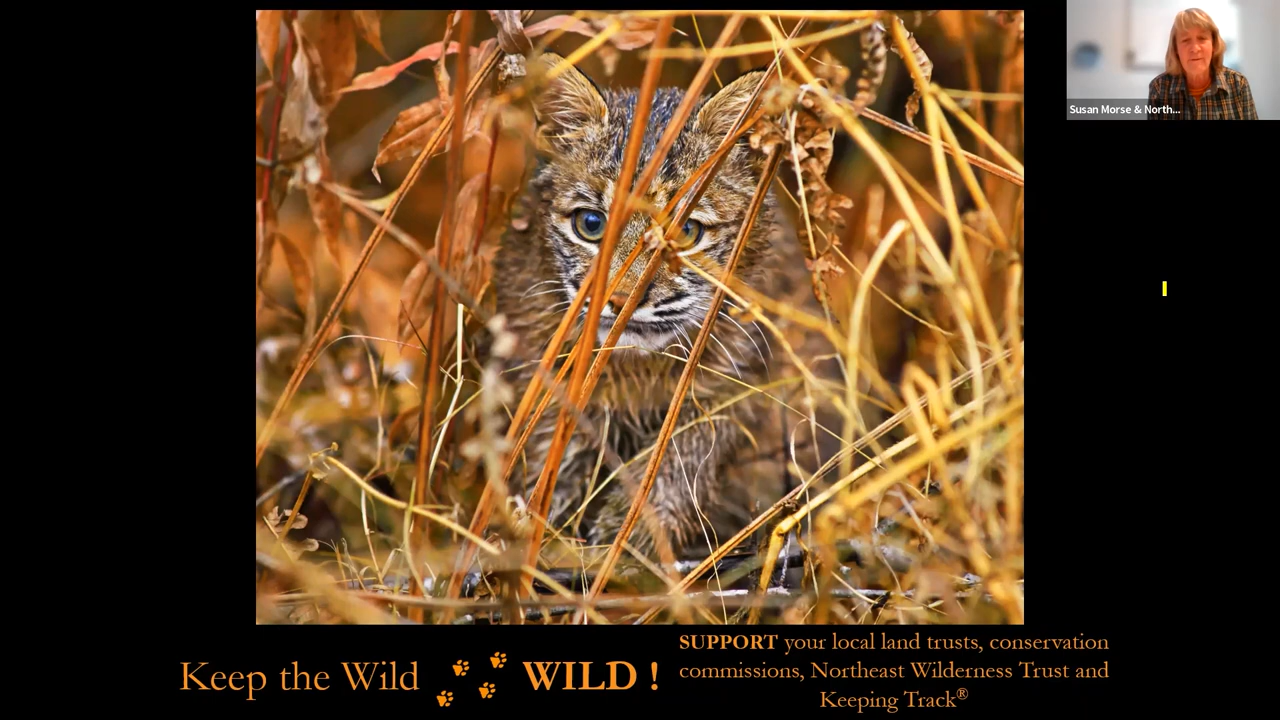 Susan Morse & North...
Keep the Wild WILD !
SUPPORT your local land trusts, conservation
commissions, Northeast Wilderness Trust and
Keeping Track®